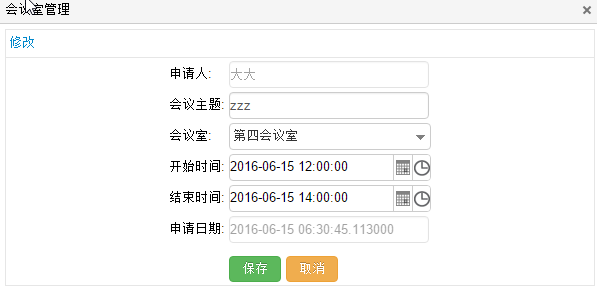 会议室管理
修改
申请人: 大大
会议主题: zzz
会议室: 第四会议室
开始时间: 2016-06-15 12:00:00
结束时间: 2016-06-15 14:00:00
申请日期: 2016-06-15 06:30:45.113000
保存 取消